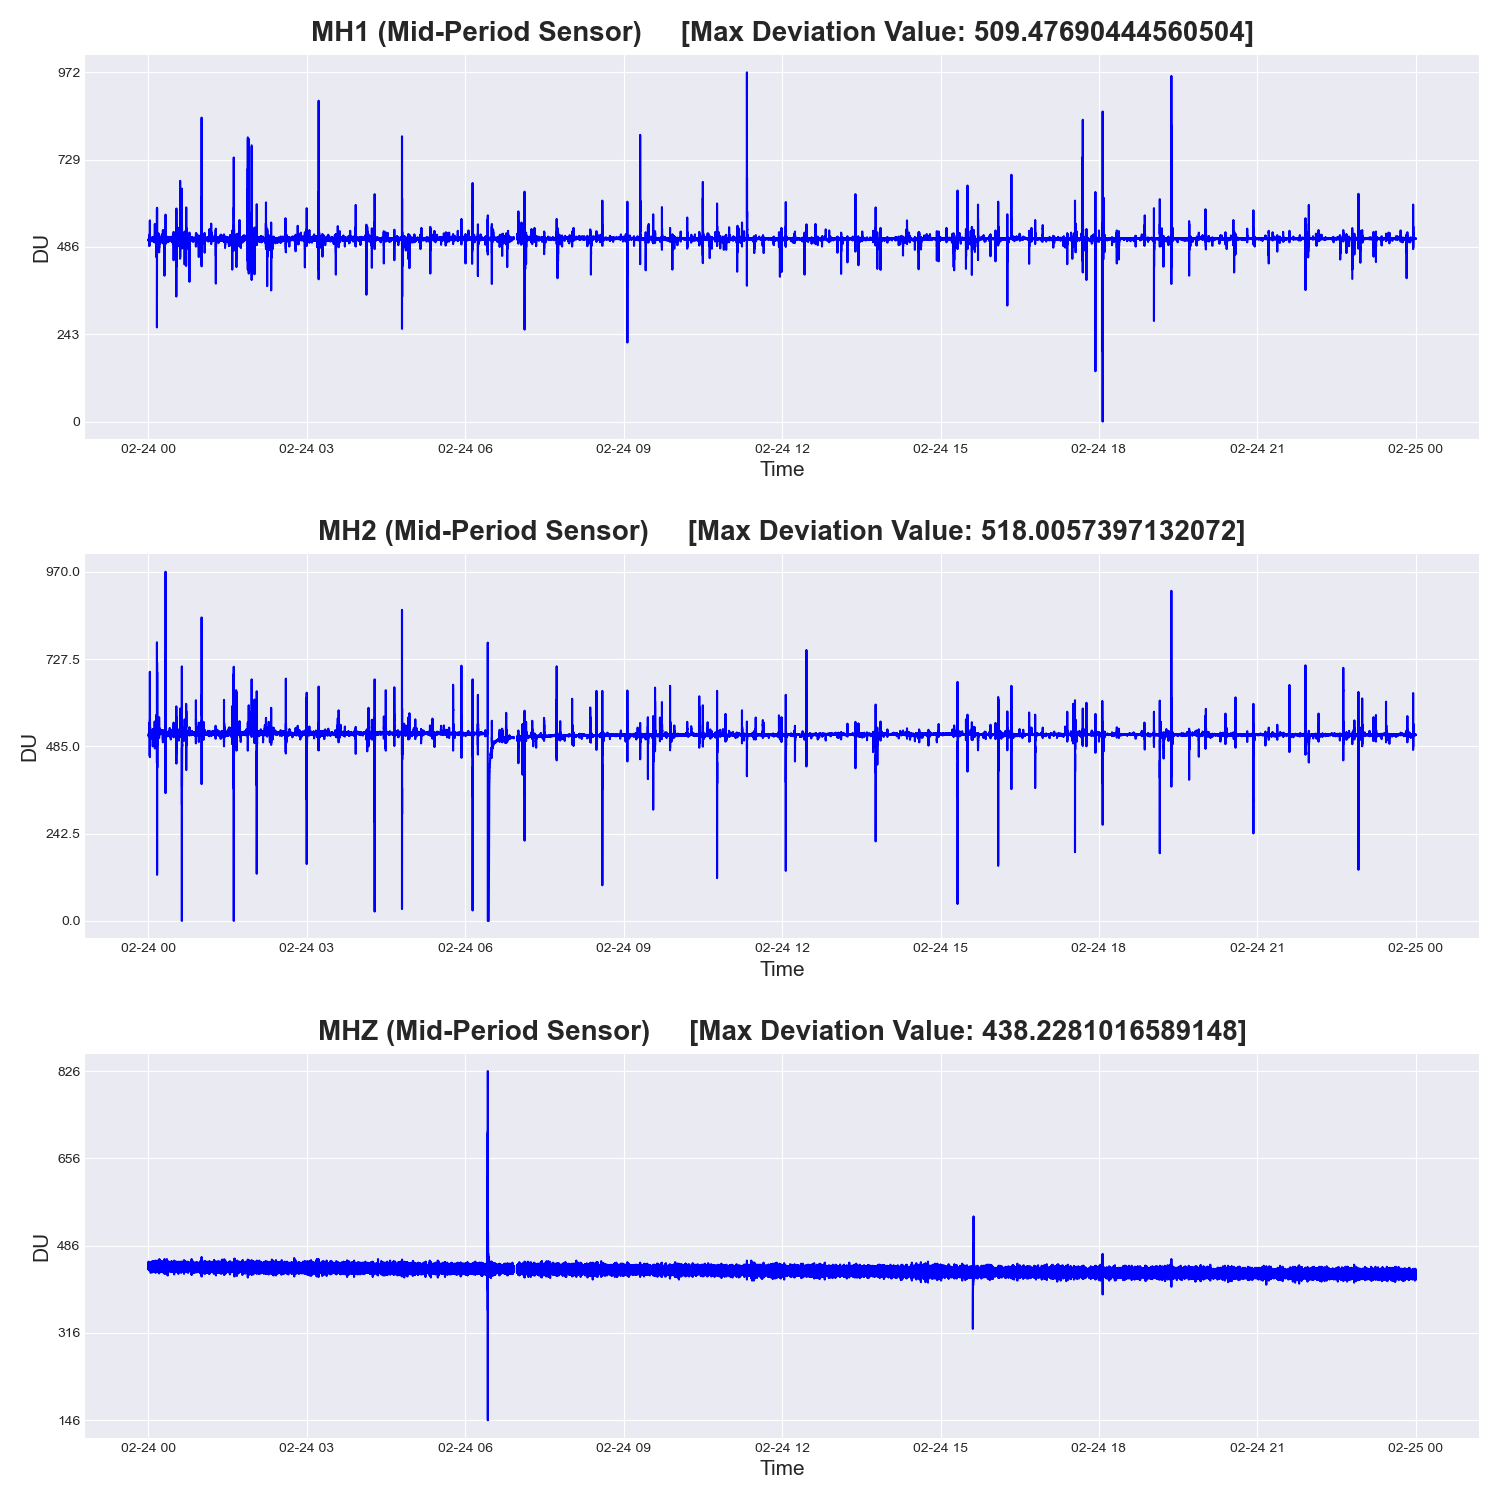 MH1 (Mid-Period Sensor) [Max Deviation Value: 509.47690444560504]
972
729
486
243
0
DU
02-24 00 02-24 03 02-24 06 02-24 09 02-24 12 02-24 15 02-24 18 02-24 21 02-25 00
Time
MH2 (Mid-Period Sensor) [Max Deviation Value: 518.0057397132072]
970.0
727.5
485.0
242.5
0.0
DU
02-24 00 02-24 03 02-24 06 02-24 09 02-24 12 02-24 15 02-24 18 02-24 21 02-25 00
Time
MHZ (Mid-Period Sensor) [Max Deviation Value: 438.2281016589148]
826
656
486
316
146
DU
02-24 00 02-24 03 02-24 06 02-24 09 02-24 12 02-24 15 02-24 18 02-24 21 02-25 00
Time